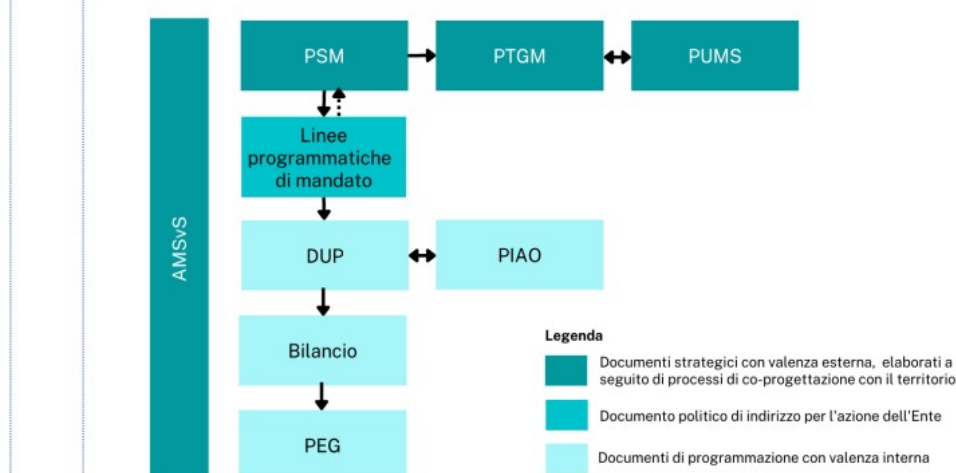 PSM
PTGM
PUMS
Linee
programmatiche
di mandato
AMSvS
DUP
PIAO
Bilancio
PEG
Legenda
Documenti strategici con valenza esterna, elaborati a
seguito di processi di co-progettazione con il territorio
Documento politico di indirizzo per l'azione dell'Ente
Documenti di programmazione con valenza interna